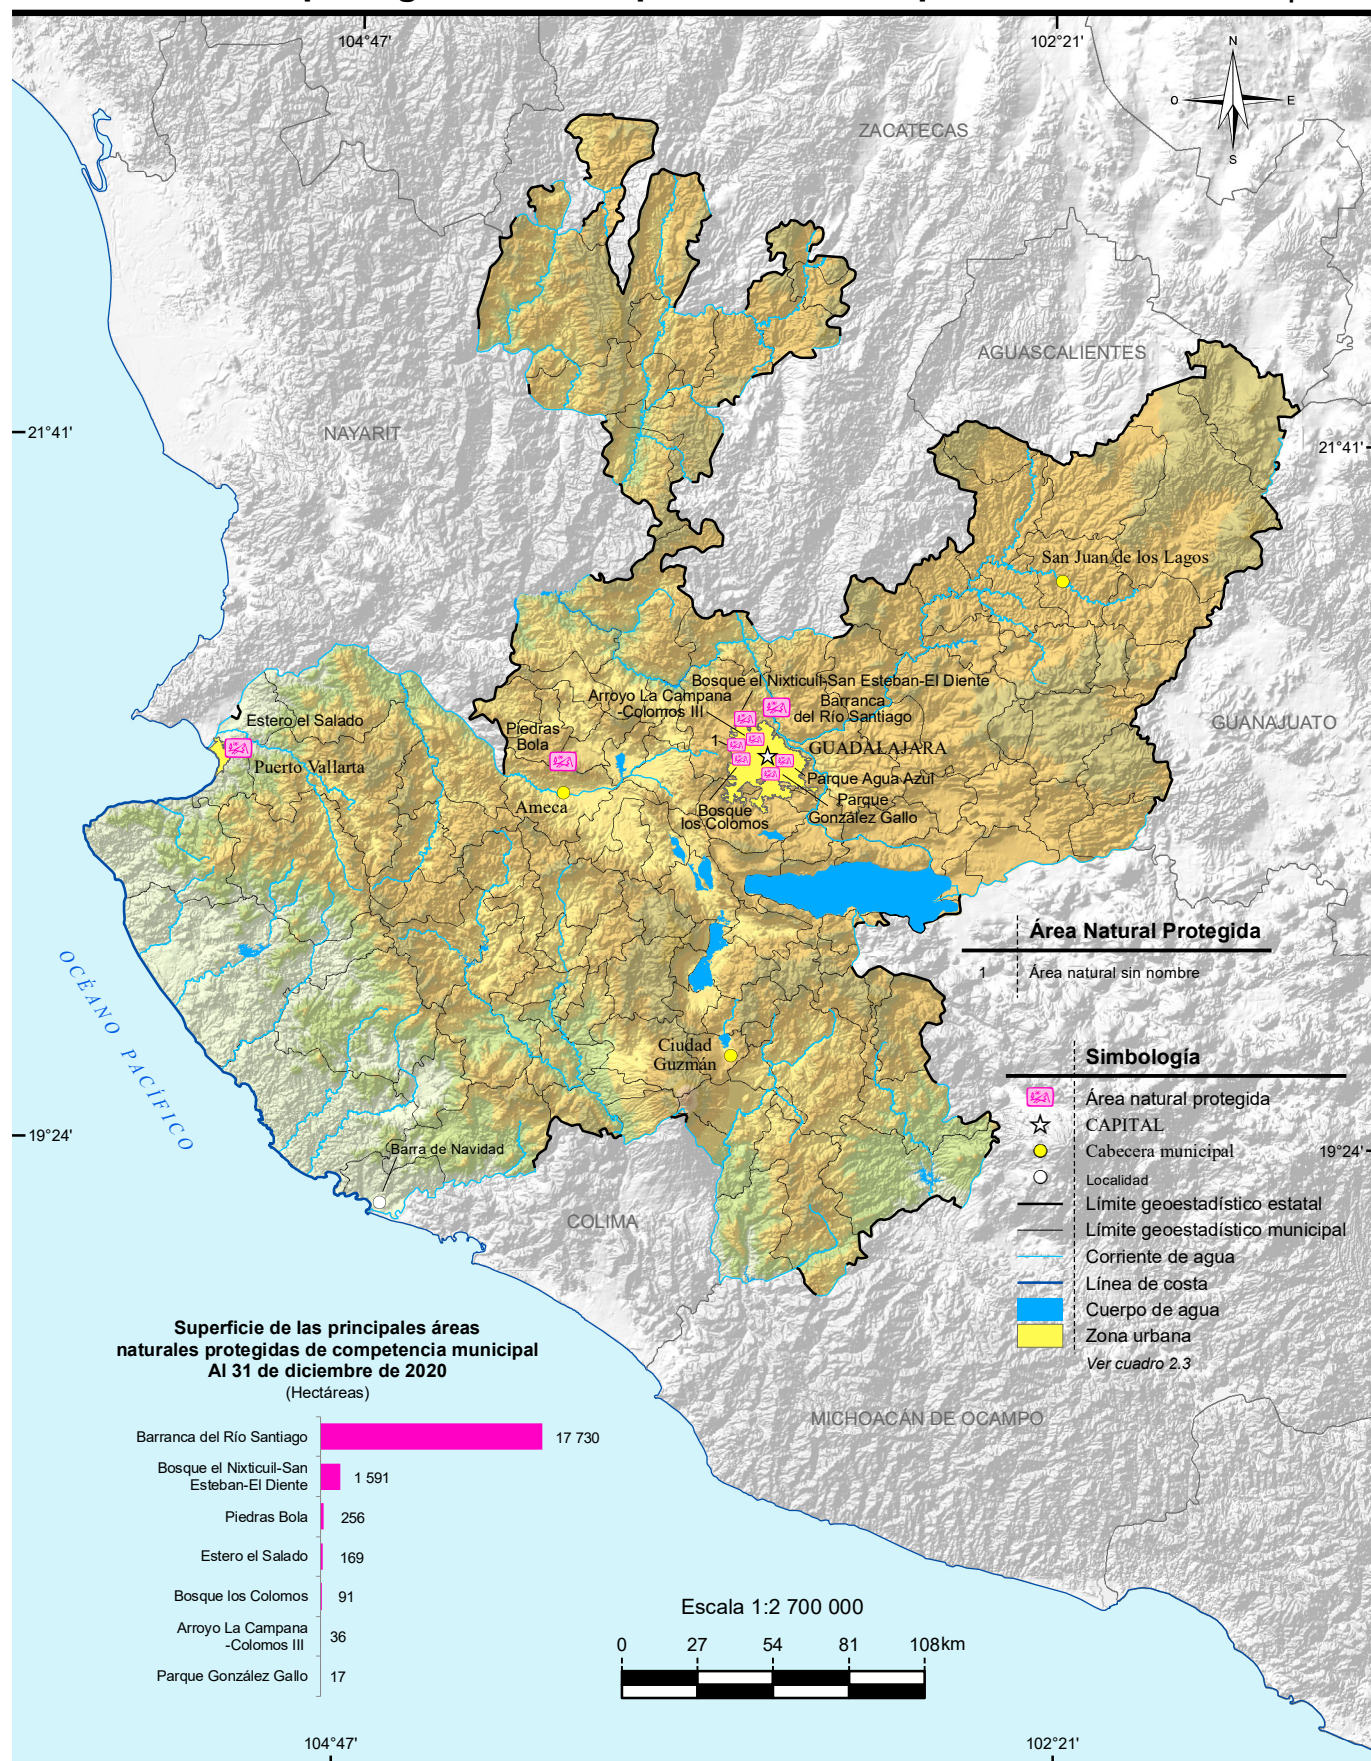 104°47'
102°21'
N
O
E
S
ZACATECAS
AGUASCALIENTES
21°41'
NAYARIT
21°41'
San Juan de los Lagos
Bosque el Nixticuil-San Esteban-El Diente
Arroyo La Campana
-Colomos III
Barranca
del Río Santiago
Estero el Salado
Piedras
Bola
1
GUADALAJARA
GUANAJUATO
Puerto Vallarta
Parque Agua Azul
Ameca
Parque
González Gallo
Bosque
los Colomos
Área Natural Protegida
1
Área natural sin nombre
OCÉANO PACÍFICO
Ciudad
Guzmán
Simbología
Área natural protegida
CAPITAL
Cabecera municipal
Localidad
Límite geoestadístico estatal
Límite geoestadístico municipal
Corriente de agua
Línea de costa
Cuerpo de agua
Zona urbana
Ver cuadro 2.3
19°24'
19°24'
Barra de Navidad
COLIMA
MICHOACÁN DE OCAMPO
Superficie de las principales áreas
naturales protegidas de competencia municipal
Al 31 de diciembre de 2020
(Hectáreas)
Barranca del Río Santiago 17 730
Bosque el Nixticuil-San
Esteban-El Diente 1 591
Piedras Bola 256
Estero el Salado 169
Bosque los Colomos 91
Arroyo La Campana
-Colomos III 36
Parque González Gallo 17
Escala 1:2 700 000
0 27 54 81 108km
104°47'
102°21'